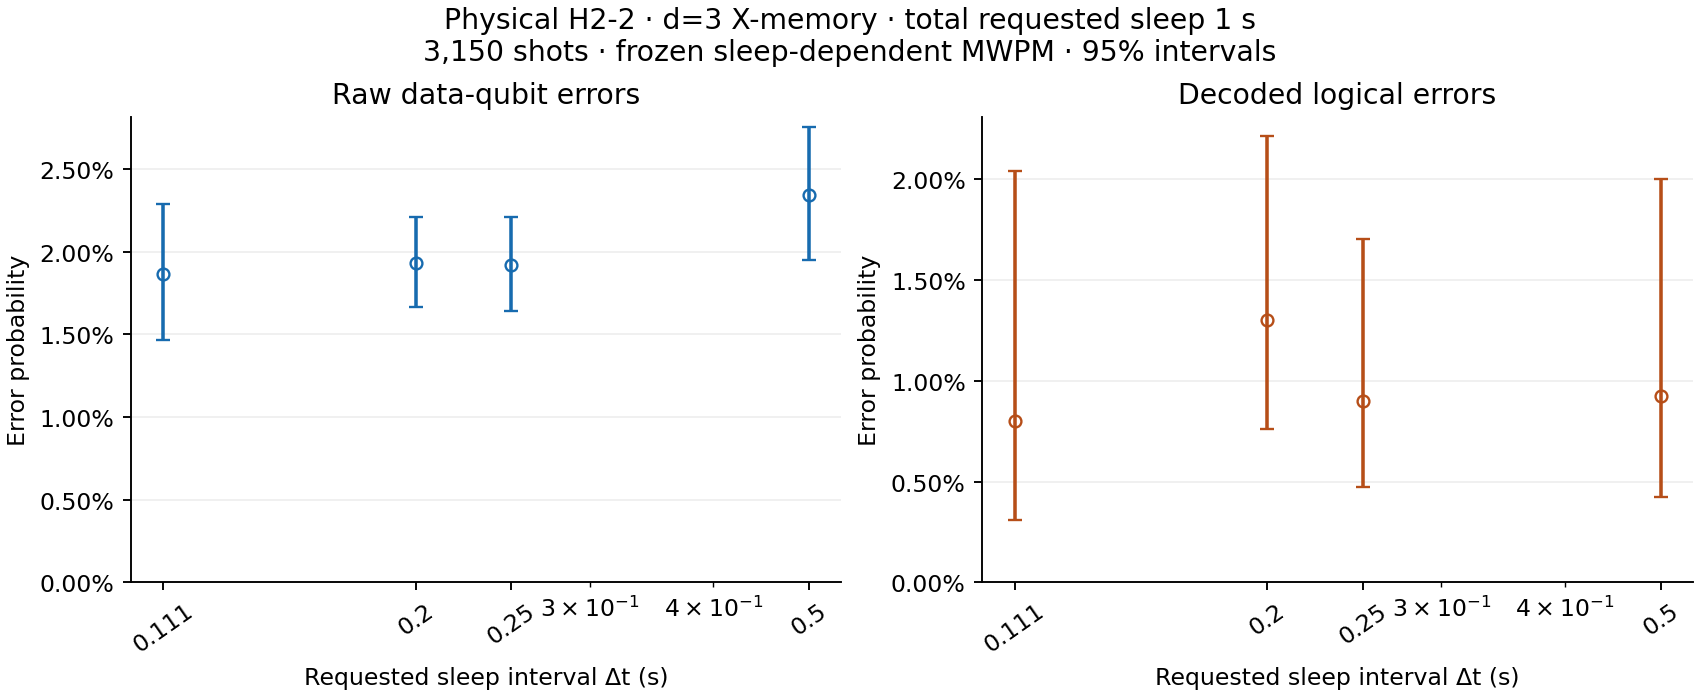 Physical H2-2 · d=3 X-memory · total requested sleep 1 s
3,150 shots · frozen sleep-dependent MWPM · 95% intervals
Raw data-qubit errors
Error probability
2.50%
2.00%
1.50%
1.00%
0.50%
0.00%
0.111
0.2
0.25
3 × 10⁻¹
4 × 10⁻¹
0.5
Requested sleep interval Δt (s)
Decoded logical errors
Error probability
2.00%
1.50%
1.00%
0.50%
0.00%
0.111
0.2
0.25
3 × 10⁻¹
4 × 10⁻¹
0.5
Requested sleep interval Δt (s)